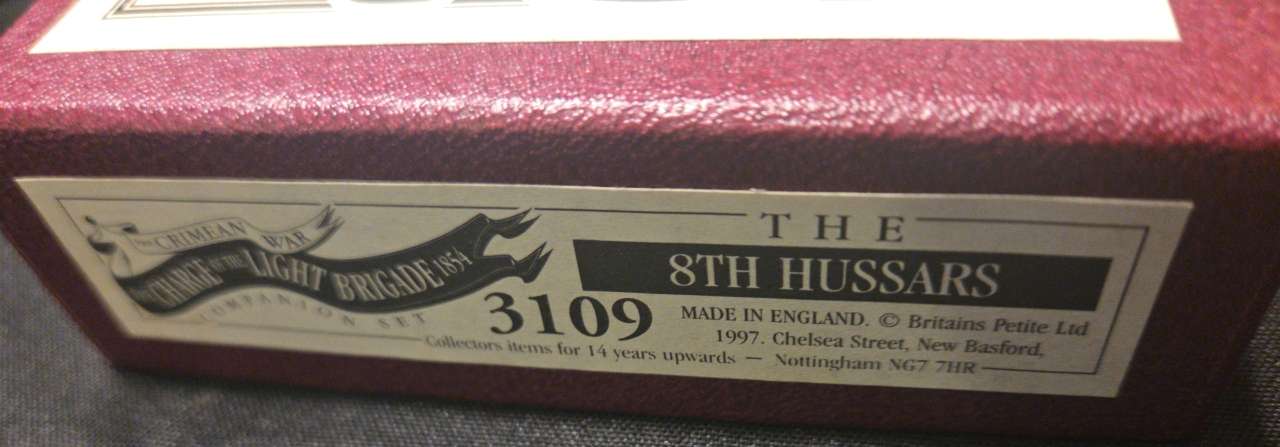 THE CRIMEAN WAR
THE CHARGE OF THE LIGHT BRIGADE 1854
COMPANION SET
3109
THE
8TH HUSSARS
MADE IN ENGLAND. © Britains Petite Ltd
1997. Chelsea Street, New Basford,
Collectors items for 14 years upwards — Nottingham NG7 7HR